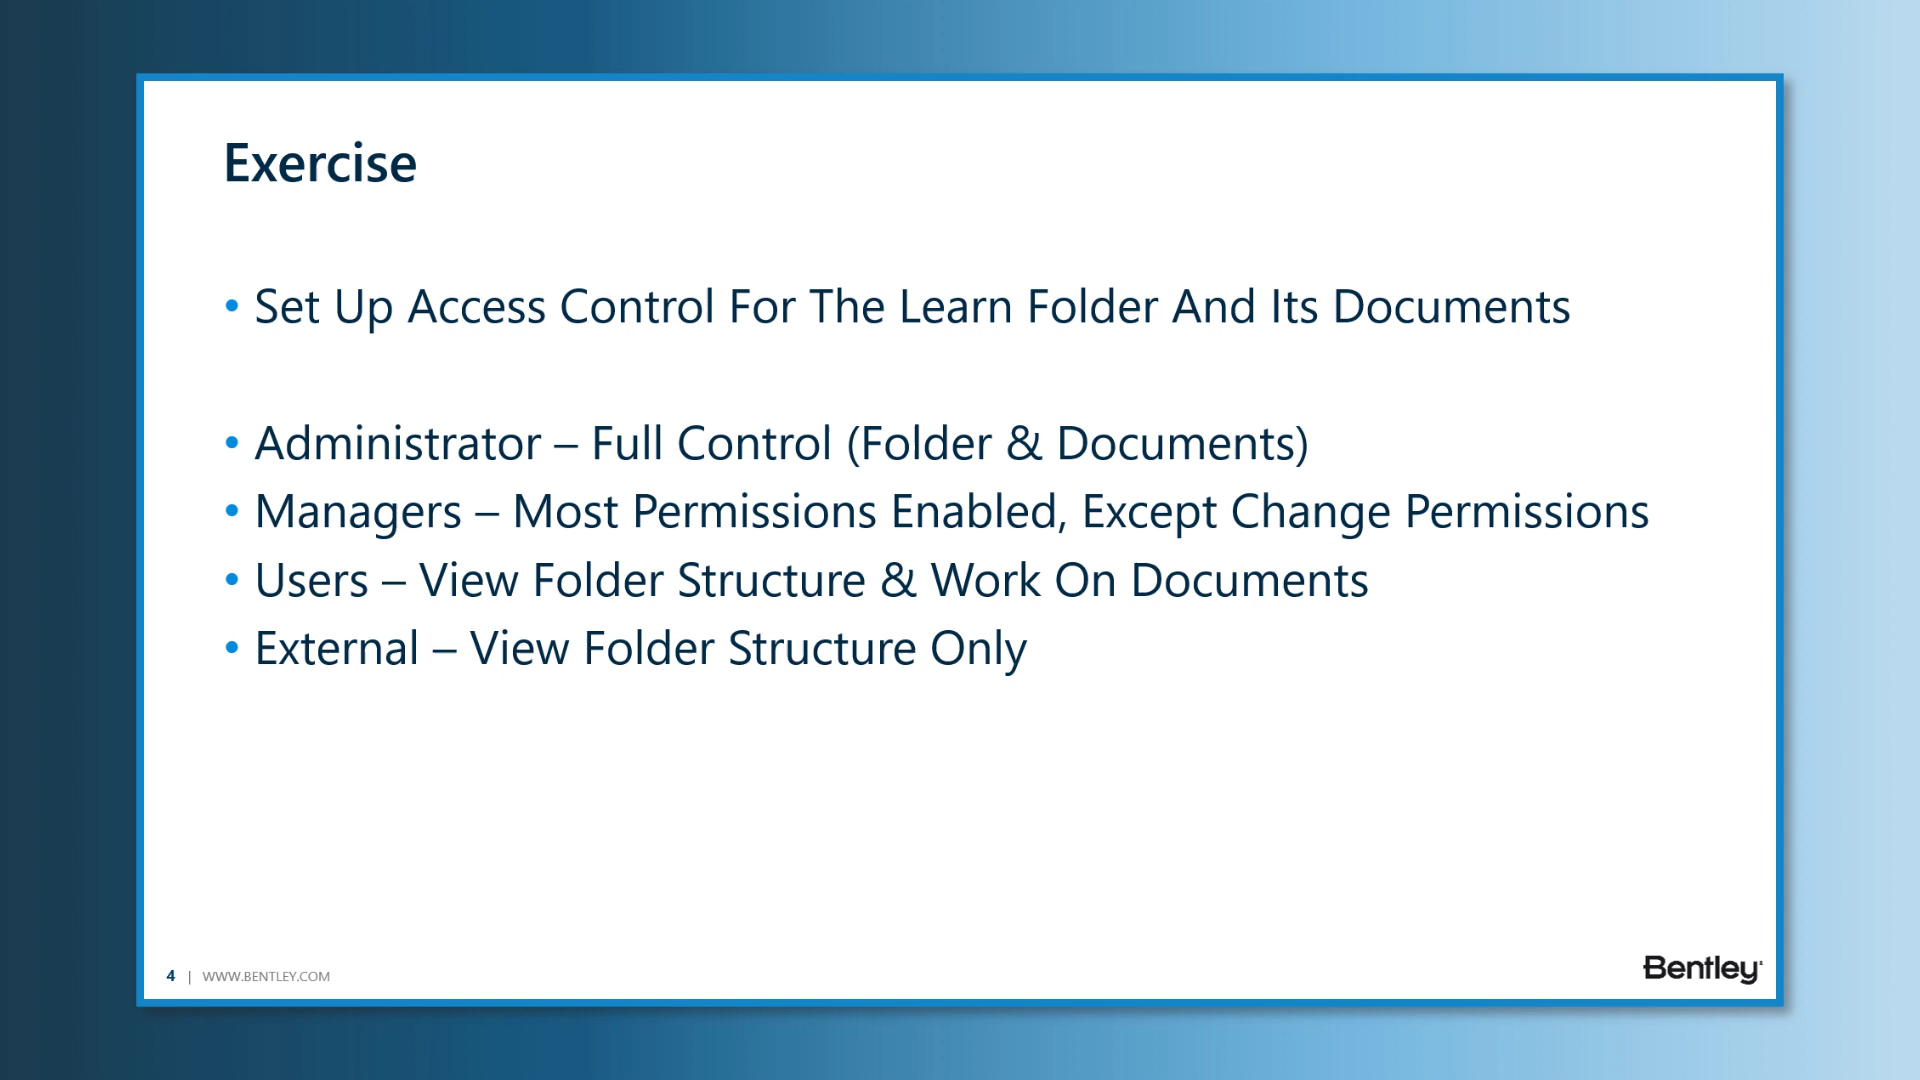 Exercise
• Set Up Access Control For The Learn Folder And Its Documents
• Administrator – Full Control (Folder & Documents)
• Managers – Most Permissions Enabled, Except Change Permissions
• Users – View Folder Structure & Work On Documents
• External – View Folder Structure Only
4 | WWW.BENTLEY.COM
Bentley